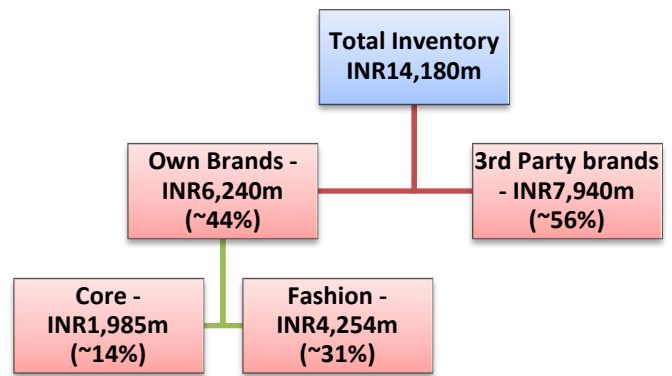 Total Inventory
INR14,180m
Own Brands -
INR6,240m
(~44%)
3rd Party brands
- INR7,940m
(~56%)
Core -
INR1,985m
(~14%)
Fashion -
INR4,254m
(~31%)